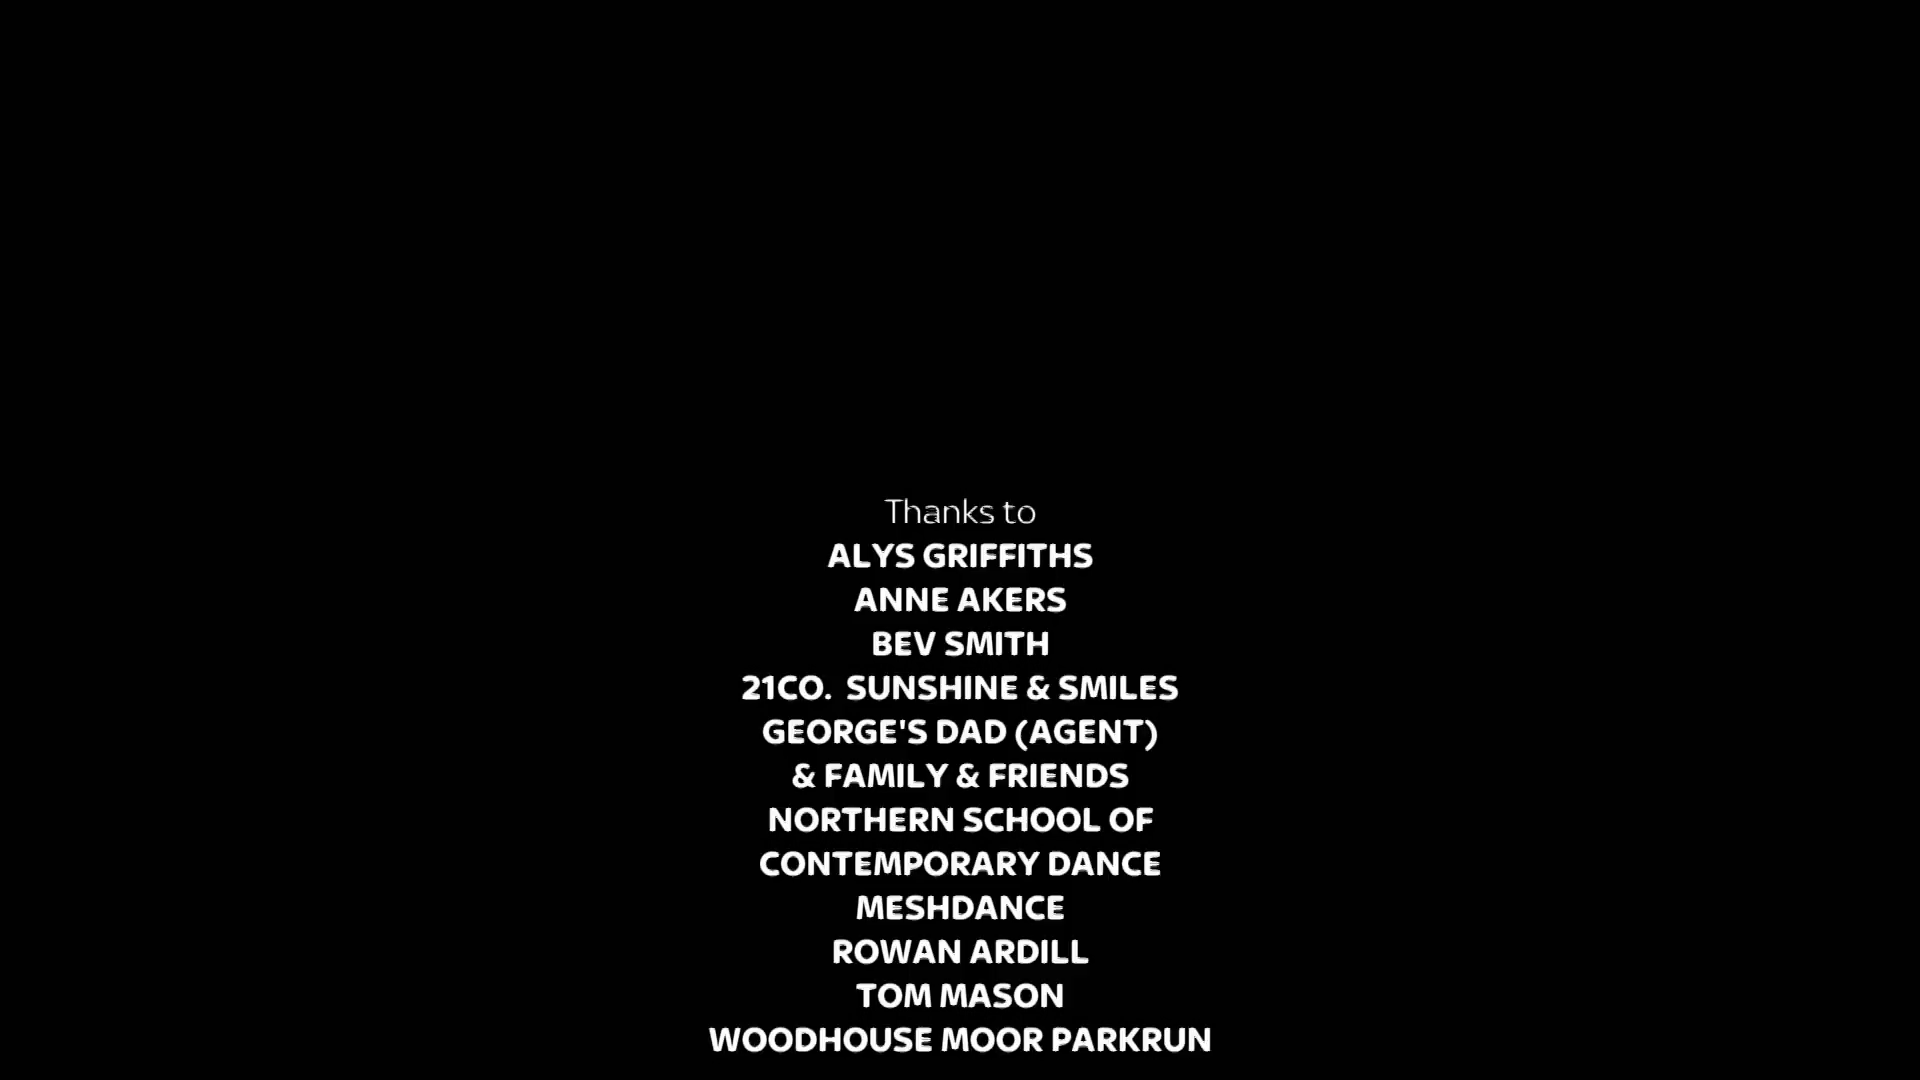 Thanks to
ALYS GRIFFITHS
ANNE AKERS
BEV SMITH
21CO.  SUNSHINE & SMILES
GEORGE'S DAD (AGENT)
& FAMILY & FRIENDS
NORTHERN SCHOOL OF
CONTEMPORARY DANCE
MESHDANCE
ROWAN ARDILL
TOM MASON
WOODHOUSE MOOR PARKRUN